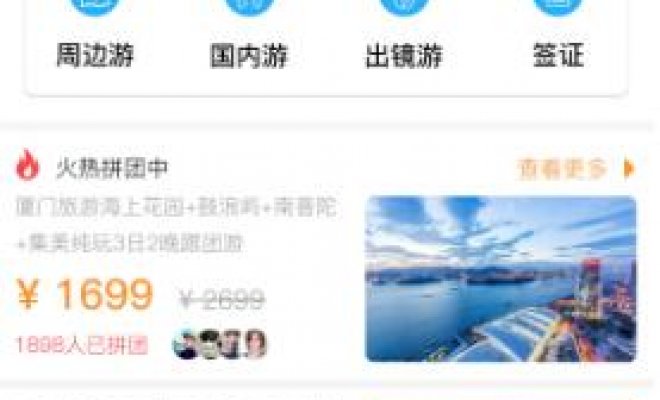 周边游 国内游 出镜游 签证
火热拼团中 查看更多
厦门旅游海上花园+鼓浪屿+南普陀
+集美纯玩3日2晚跟团游
¥ 1699 ¥ 2699
1898人已拼团